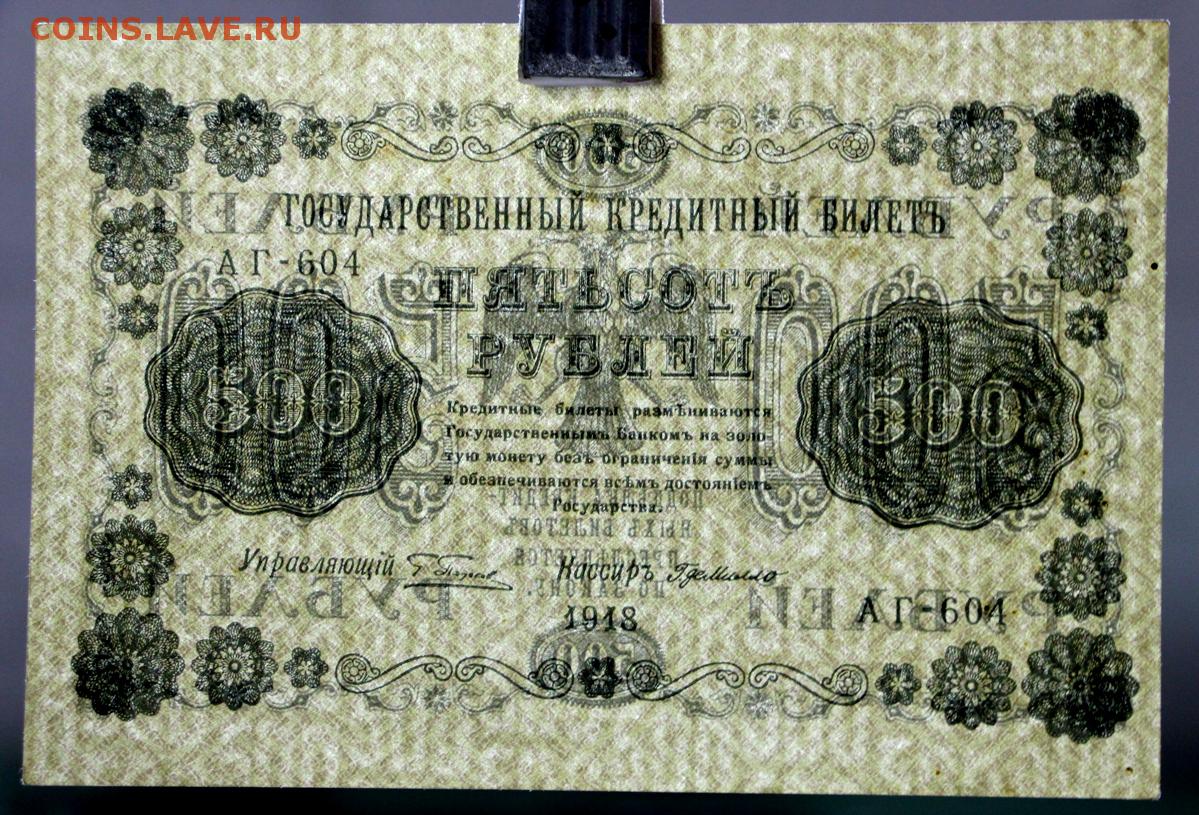 COINS.LAVE.RU
ГОСУДАРСТВЕННЫЙ КРЕДИТНЫЙ БИЛЕТЪ
АГ-604
ПЯТЬСОТЪ
РУБЛЕЙ
500
500
Кредитные билеты размѣниваются
Государственнымъ Банкомъ на золо-
тую монету безъ ограниченія суммы
и обезпечиваются всѣмъ достояніемъ
Государства.
Управляющій
Кассиръ
1918
АГ-604